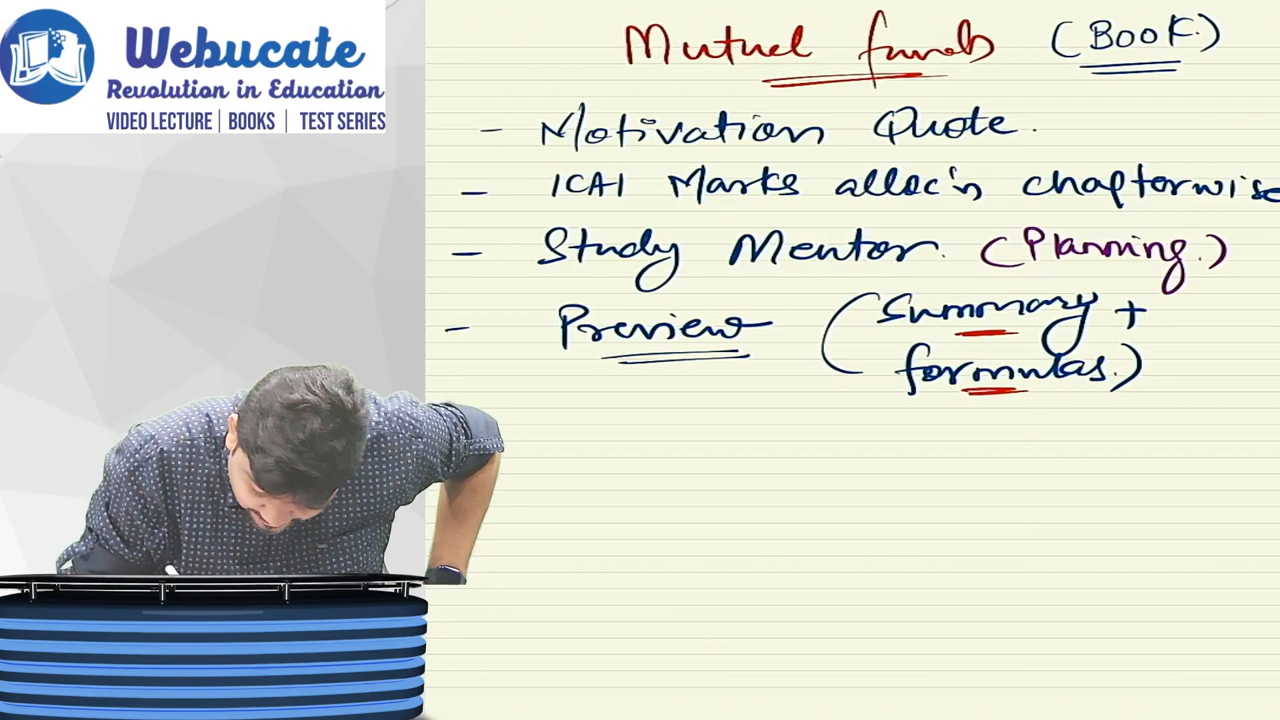 Webucate
Revolution in Education
VIDEO LECTURE | BOOKS | TEST SERIES
Mutual funds (Book)
- Motivation Quote.
- ICAI Marks alloc'n chapterwise
- Study Mentor. (Planning.)
- Preview (Summary +
formulas.)